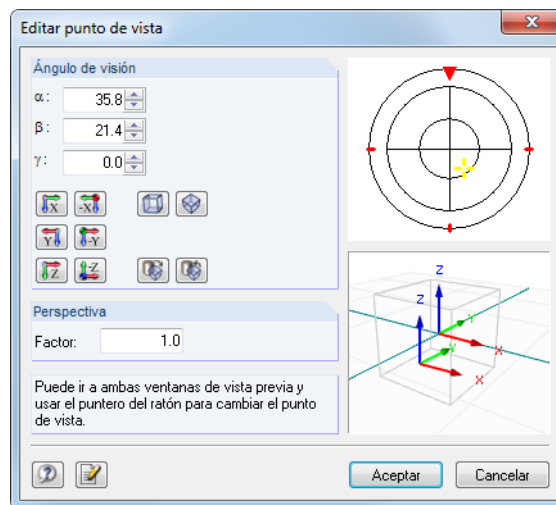 Editar punto de vista
Ángulo de visión
α: 35.8
β: 21.4
γ: 0.0
X -X
Y -Y
Z -Z
Perspectiva
Factor: 1.0
Puede ir a ambas ventanas de vista previa y
usar el puntero del ratón para cambiar el punto
de vista.
Z
Z
Y
Y
X
X
Aceptar Cancelar